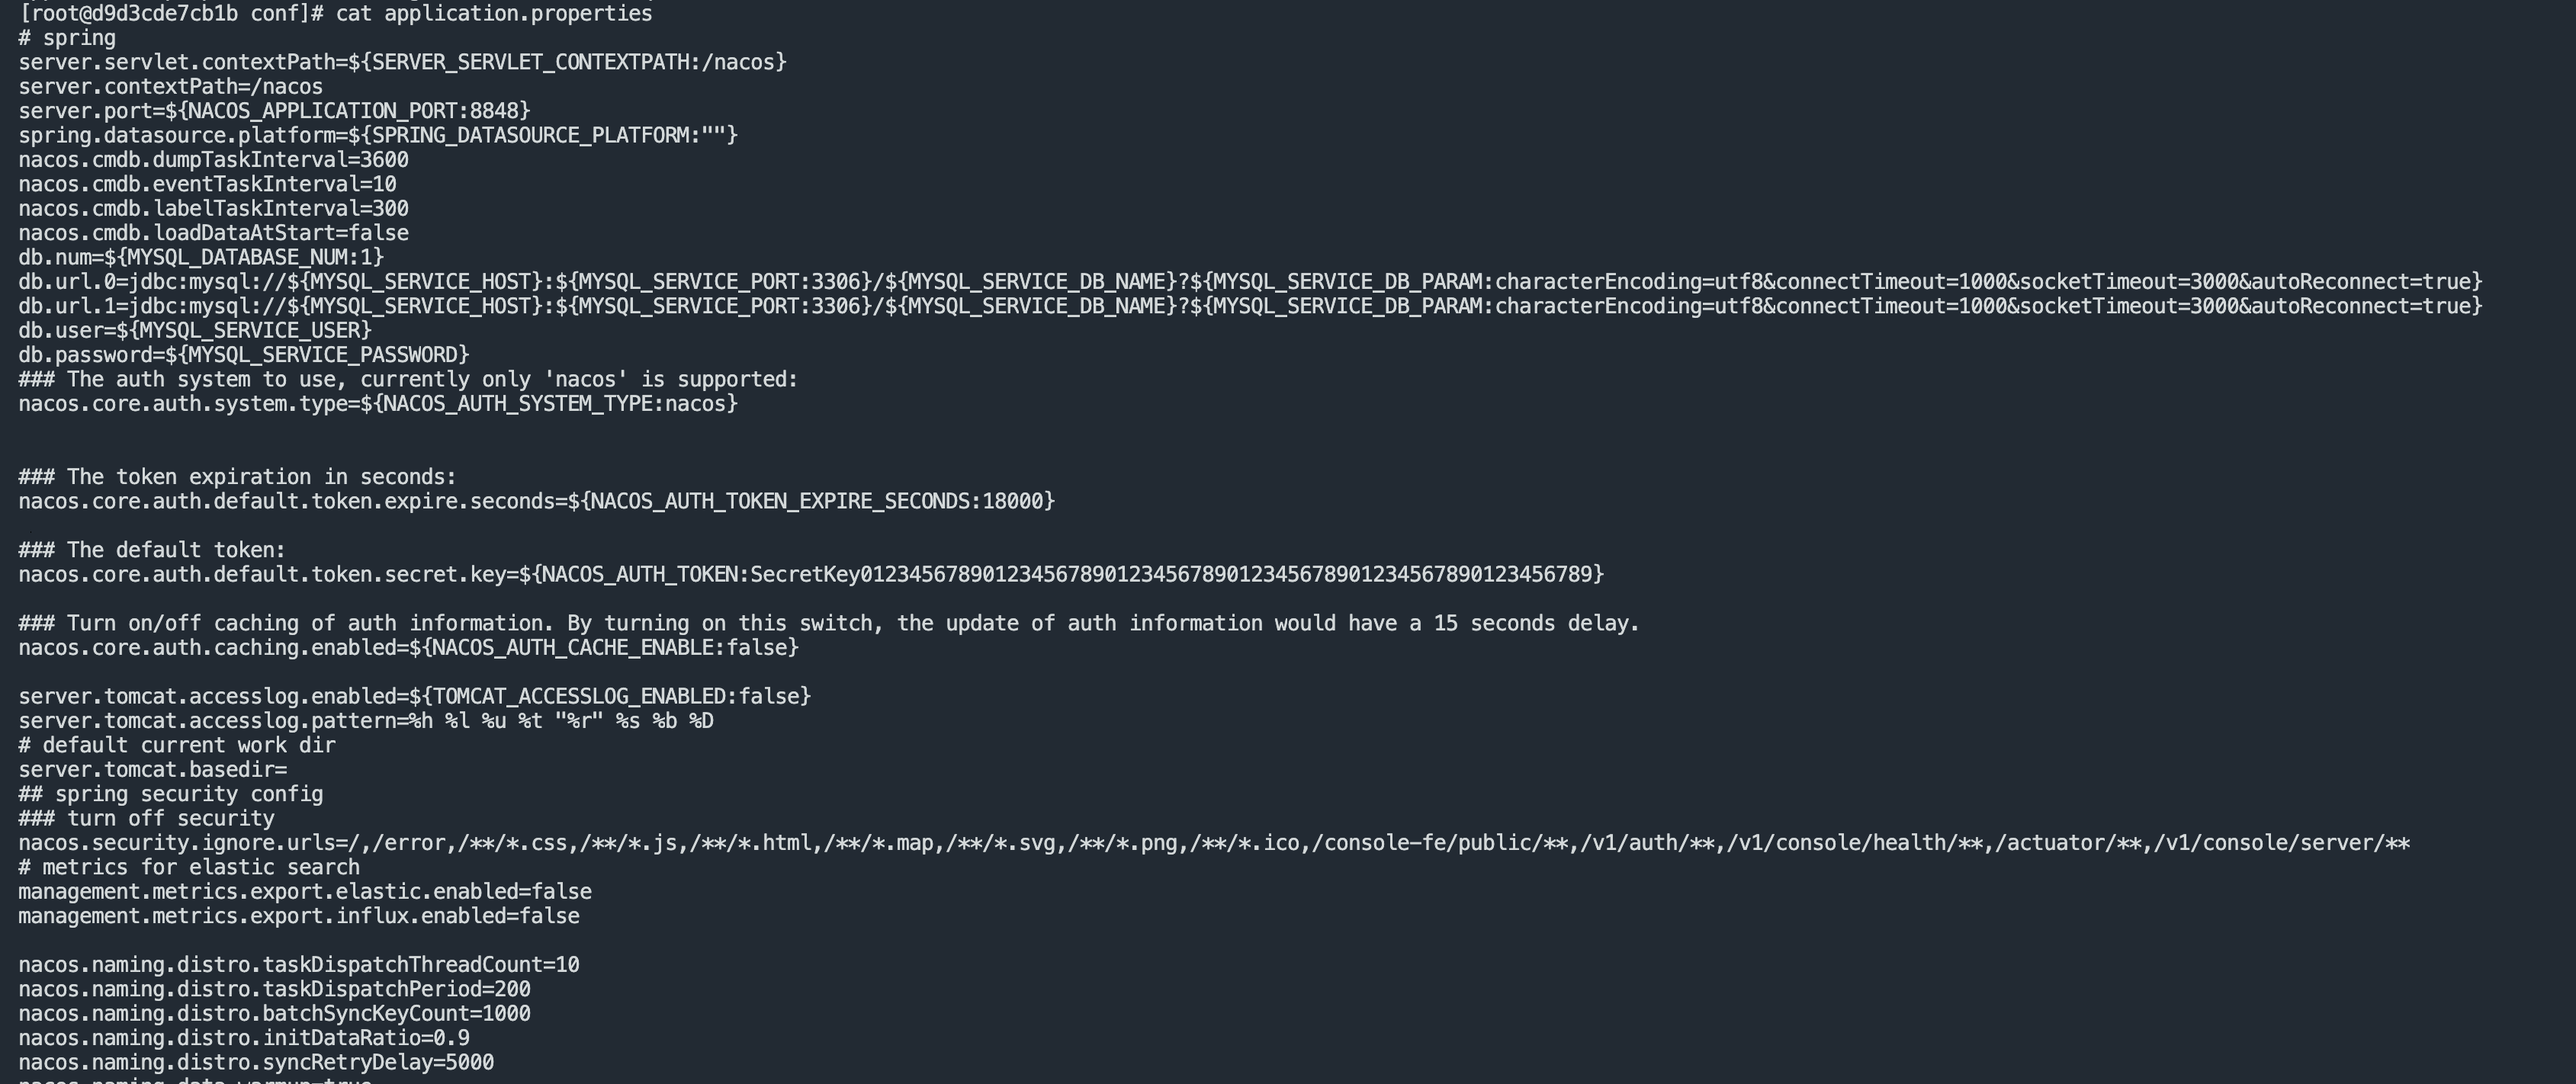 [root@d9d3cde7cb1b conf]# cat application.properties
# spring
server.servlet.contextPath=${SERVER_SERVLET_CONTEXTPATH:/nacos}
server.contextPath=/nacos
server.port=${NACOS_APPLICATION_PORT:8848}
spring.datasource.platform=${SPRING_DATASOURCE_PLATFORM:""}
nacos.cmdb.dumpTaskInterval=3600
nacos.cmdb.eventTaskInterval=10
nacos.cmdb.labelTaskInterval=300
nacos.cmdb.loadDataAtStart=false
db.num=${MYSQL_DATABASE_NUM:1}
db.url.0=jdbc:mysql://${MYSQL_SERVICE_HOST}:${MYSQL_SERVICE_PORT:3306}/${MYSQL_SERVICE_DB_NAME}?${MYSQL_SERVICE_DB_PARAM:characterEncoding=utf8&connectTimeout=1000&socketTimeout=3000&autoReconnect=true}
db.url.1=jdbc:mysql://${MYSQL_SERVICE_HOST}:${MYSQL_SERVICE_PORT:3306}/${MYSQL_SERVICE_DB_NAME}?${MYSQL_SERVICE_DB_PARAM:characterEncoding=utf8&connectTimeout=1000&socketTimeout=3000&autoReconnect=true}
db.user=${MYSQL_SERVICE_USER}
db.password=${MYSQL_SERVICE_PASSWORD}
### The auth system to use, currently only 'nacos' is supported:
nacos.core.auth.system.type=${NACOS_AUTH_SYSTEM_TYPE:nacos}
### The token expiration in seconds:
nacos.core.auth.default.token.expire.seconds=${NACOS_AUTH_TOKEN_EXPIRE_SECONDS:18000}
### The default token:
nacos.core.auth.default.token.secret.key=${NACOS_AUTH_TOKEN:SecretKey012345678901234567890123456789012345678901234567890123456789}
### Turn on/off caching of auth information. By turning on this switch, the update of auth information would have a 15 seconds delay.
nacos.core.auth.caching.enabled=${NACOS_AUTH_CACHE_ENABLE:false}
server.tomcat.accesslog.enabled=${TOMCAT_ACCESSLOG_ENABLED:false}
server.tomcat.accesslog.pattern=%h %l %u %t "%r" %s %b %D
# default current work dir
server.tomcat.basedir=
## spring security config
### turn off security
nacos.security.ignore.urls=/,/error,/**/*.css,/**/*.js,/**/*.html,/**/*.map,/**/*.svg,/**/*.png,/**/*.ico,/console-fe/public/**,/v1/auth/**,/v1/console/health/**,/actuator/**,/v1/console/server/**
# metrics for elastic search
management.metrics.export.elastic.enabled=false
management.metrics.export.influx.enabled=false
nacos.naming.distro.taskDispatchThreadCount=10
nacos.naming.distro.taskDispatchPeriod=200
nacos.naming.distro.batchSyncKeyCount=1000
nacos.naming.distro.initDataRatio=0.9
nacos.naming.distro.syncRetryDelay=5000